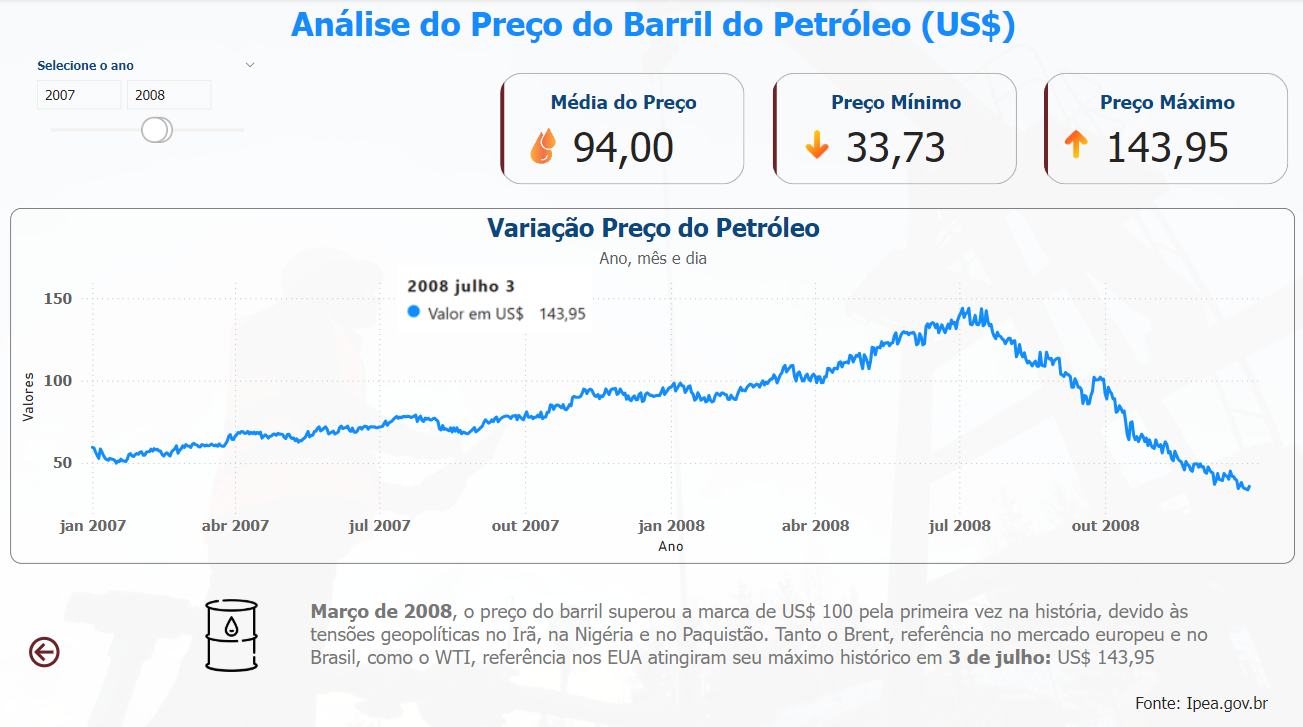 Análise do Preço do Barril do Petróleo (US$)
Selecione o ano
2007 2008
Média do Preço
94,00
Preço Mínimo
33,73
Preço Máximo
143,95
Variação Preço do Petróleo
Ano, mês e dia
2008 julho 3
Valor em US$ 143,95
150
100
50
Valores
jan 2007 abr 2007 jul 2007 out 2007 jan 2008 abr 2008 jul 2008 out 2008
Ano
Março de 2008, o preço do barril superou a marca de US$ 100 pela primeira vez na história, devido às
tensões geopolíticas no Irã, na Nigéria e no Paquistão. Tanto o Brent, referência no mercado europeu e no
Brasil, como o WTI, referência nos EUA atingiram seu máximo histórico em 3 de julho: US$ 143,95
Fonte: Ipea.gov.br